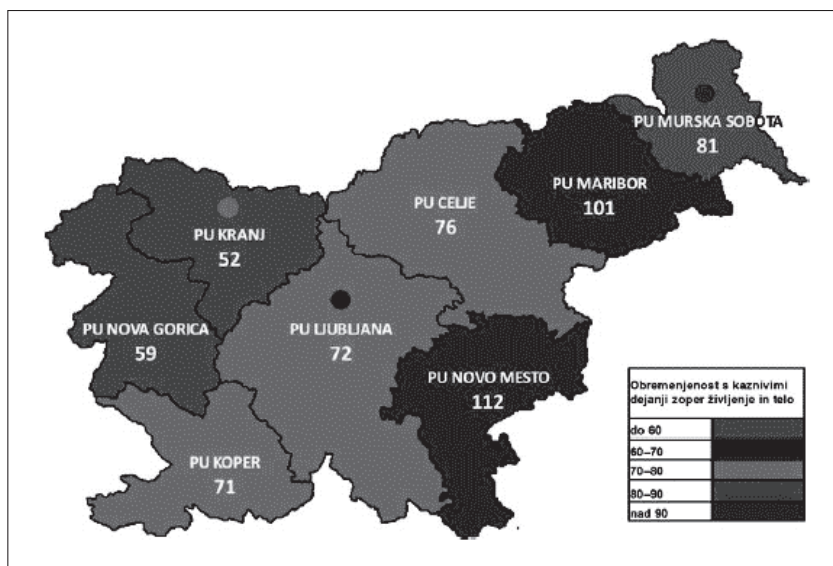 PU MURSKA SOBOTA
81
PU MARIBOR
101
PU CELJE
76
PU KRANJ
52
PU NOVA GORICA
59
PU LJUBLJANA
72
PU NOVO MESTO
112
PU KOPER
71
Obremenjenost s kaznivimi
dejanji zoper življenje in telo
do 60
60–70
70–80
80–90
nad 90